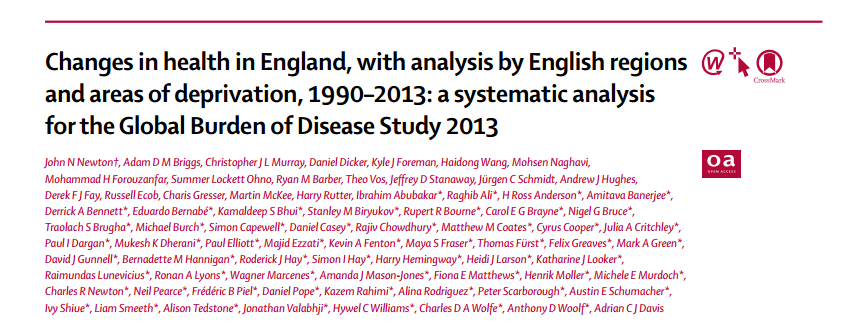 Changes in health in England, with analysis by English regions
and areas of deprivation, 1990–2013: a systematic analysis
for the Global Burden of Disease Study 2013
W
CrossMark
oa
OPEN ACCESS
John N Newton†, Adam D M Briggs, Christopher J L Murray, Daniel Dicker, Kyle J Foreman, Haidong Wang, Mohsen Naghavi,
Mohammad H Forouzanfar, Summer Lockett Ohno, Ryan M Barber, Theo Vos, Jeffrey D Stanaway, Jürgen C Schmidt, Andrew J Hughes,
Derek F J Fay, Russell Ecob, Charis Gresser, Martin McKee, Harry Rutter, Ibrahim Abubakar*, Raghib Ali*, H Ross Anderson*, Amitava Banerjee*,
Derrick A Bennett*, Eduardo Bernabé*, Kamaldeep S Bhui*, Stanley M Biryukov*, Rupert R Bourne*, Carol E G Brayne*, Nigel G Bruce*,
Traolach S Brugha*, Michael Burch*, Simon Capewell*, Daniel Casey*, Rajiv Chowdhury*, Matthew M Coates*, Cyrus Cooper*, Julia A Critchley*,
Paul I Dargan*, Mukesh K Dherani*, Paul Elliott*, Majid Ezzati*, Kevin A Fenton*, Maya S Fraser*, Thomas Fürst*, Felix Greaves*, Mark A Green*,
David J Gunnell*, Bernadette M Hannigan*, Roderick J Hay*, Simon I Hay*, Harry Hemingway*, Heidi J Larson*, Katharine J Looker*,
Raimundas Lunevicius*, Ronan A Lyons*, Wagner Marcenes*, Amanda J Mason-Jones*, Fiona E Matthews*, Henrik Moller*, Michele E Murdoch*,
Charles R Newton*, Neil Pearce*, Frédéric B Piel*, Daniel Pope*, Kazem Rahimi*, Alina Rodriguez*, Peter Scarborough*, Austin E Schumacher*,
Ivy Shiue*, Liam Smeeth*, Alison Tedstone*, Jonathan Valabhji*, Hywel C Williams*, Charles D A Wolfe*, Anthony D Woolf*, Adrian C J Davis